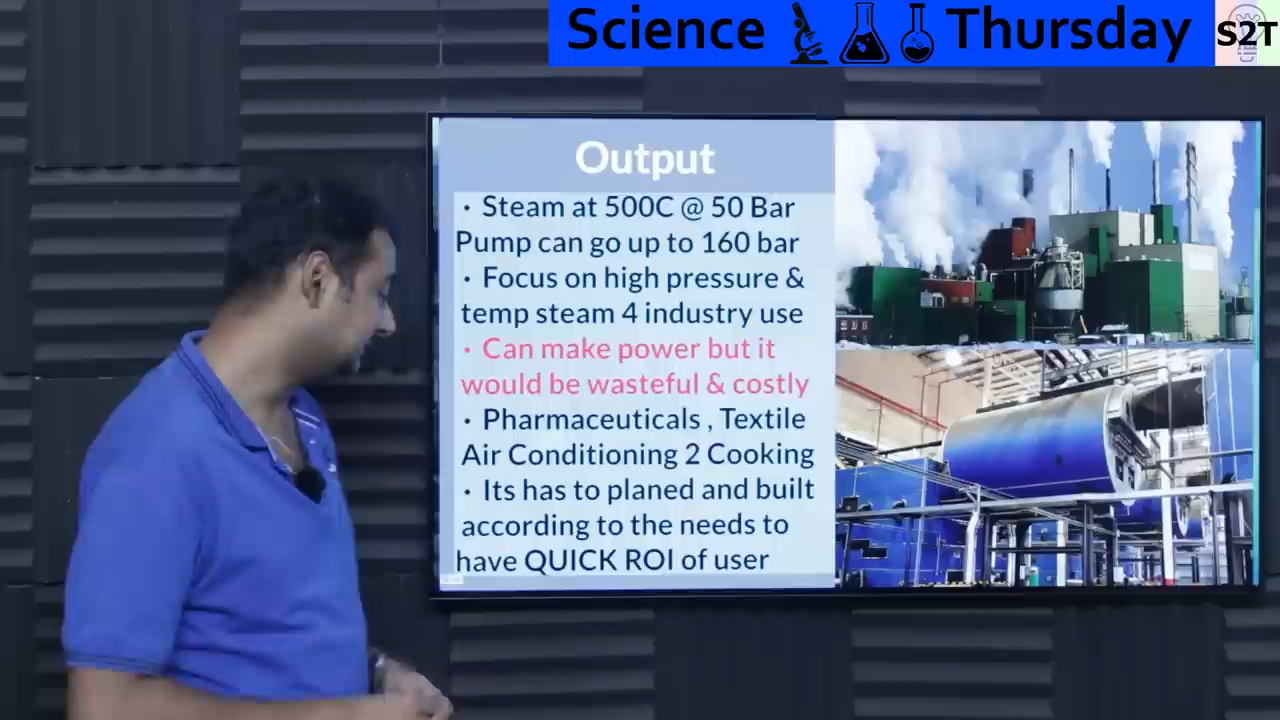 Science Thursday
S2T
Output
· Steam at 500C @ 50 Bar
Pump can go up to 160 bar
· Focus on high pressure &
temp steam 4 industry use
· Can make power but it
would be wasteful & costly
· Pharmaceuticals , Textile
Air Conditioning 2 Cooking
· Its has to planed and built
according to the needs to
have QUICK ROI of user